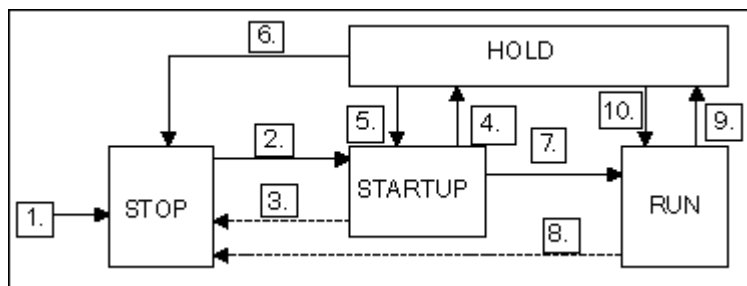 6.
HOLD
5.
4.
10.
9.
2.
7.
STOP
STARTUP
RUN
1.
3.
8.